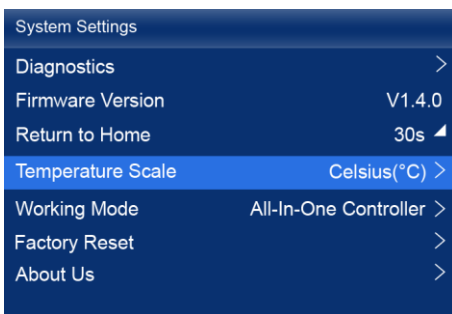 System Settings
Diagnostics >
Firmware Version V1.4.0
Return to Home 30s
Temperature Scale Celsius(°C) >
Working Mode All-In-One Controller >
Factory Reset >
About Us >